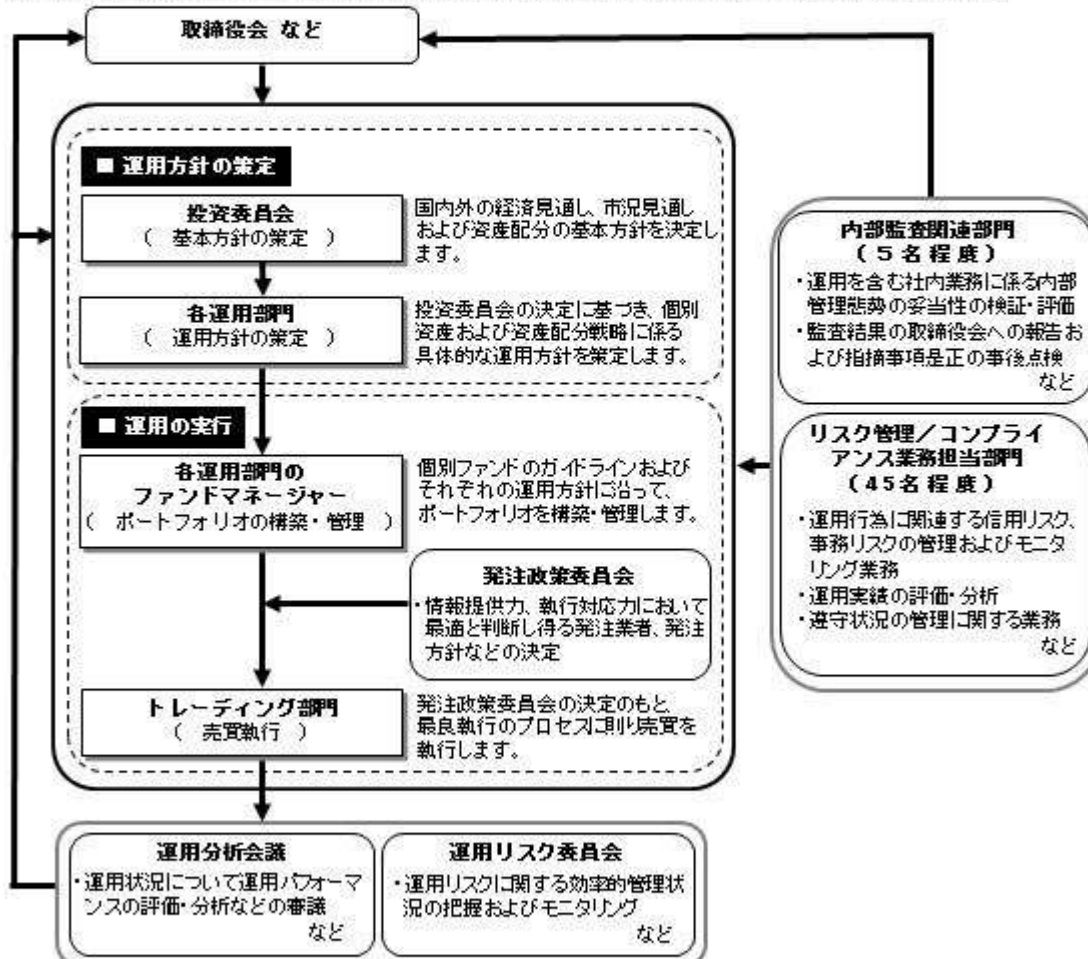 取締役会 など
■ 運用方針の策定
投資委員会
( 基本方針の策定 )
国内外の経済見通し、市況見通し
および資産配分の基本方針を決定し
ます。
各運用部門
( 運用方針の策定 )
投資委員会の決定に基づき、個別
資産および資産配分戦略に係る
具体的な運用方針を策定します。
■ 運用の実行
各運用部門の
ファンドマネージャー
( ポートフォリオの構築・管理 )
個別ファンドのガイドラインおよび
それぞれの運用方針に沿って、
ポートフォリオを構築・管理します。
発注政策委員会
・情報提供力、執行対応力において
最適と判断し得る発注業者、発注
方針などの決定
トレーディング部門
( 売買執行 )
発注政策委員会の決定のもと
最良執行のプロセスに則り売買を
執行します。
運用分析会議
・運用状況について運用パフォーマ
ンスの評価・分析などの審議
など
運用リスク委員会
・運用リスクに関する効率的管理状
況の把握およびモニタリング
など
内部監査関連部門
(5名程度)
・運用を含む社内業務に係る内部
管理態勢の妥当性の検証・評価
・監査結果の取締役会への報告お
よび指摘事項是正の事後点検
など
リスク管理/コンプライ
アンス業務担当部門
(45名程度)
・運用行為に関連する信用リスク、
事務リスクの管理およびモニタ
リング業務
・運用実績の評価・分析
・遵守状況の管理に関する業務
など